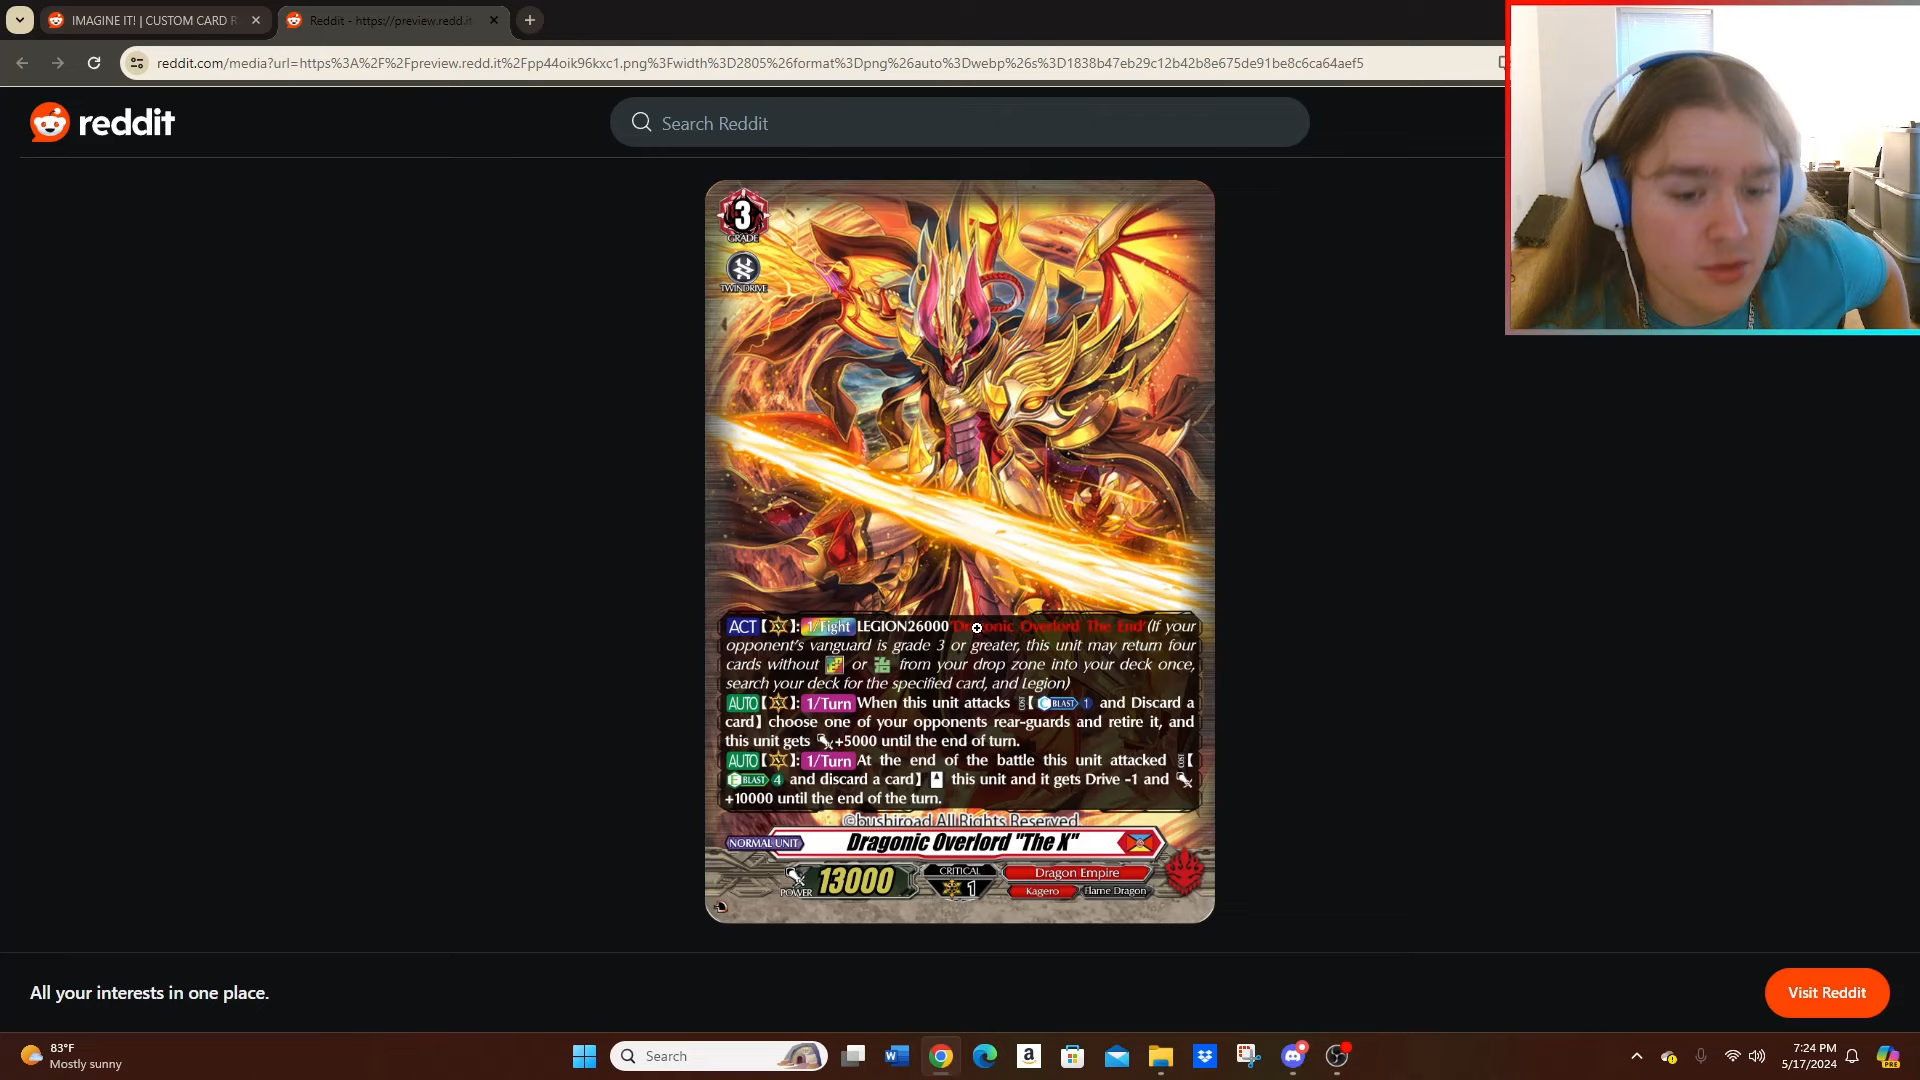 IMAGINE IT! | CUSTOM CARD R
Reddit - https://preview.redd.it
reddit.com/media?url=https%3A%2F%2Fpreview.redd.it%2Fpp44oik96kxc1.png%3Fwidth%3D2805%26format%3Dpng%26auto%3Dwebp%26s%3D1838b47eb29c12b42b8e675de91be8c6ca64aef5
reddit
Search Reddit
3
GRADE
TWINDRIVE
ACT【】:1/Fight LEGION26000'Dragonic Overlord The End'(If your
opponent's vanguard is grade 3 or greater, this unit may return four
cards without or from your drop zone into your deck once,
search your deck for the specified card, and Legion)
AUTO【】:1/Turn When this unit attacks COST【C BLAST 1 and Discard a
card】choose one of your opponents rear-guards and retire it, and
this unit gets +5000 until the end of turn.
AUTO【】:1/Turn At the end of the battle this unit attacked COST【
E BLAST 4 and discard a card】 this unit and it gets Drive -1 and
+10000 until the end of the turn.
©bushiroad All Rights Reserved.
NORMAL UNIT Dragonic Overlord "The X"
POWER 13000 CRITICAL 1 Dragon Empire
Kagero Flame Dragon
All your interests in one place.
Visit Reddit
83°F
Mostly sunny
Search
7:24 PM
5/17/2024